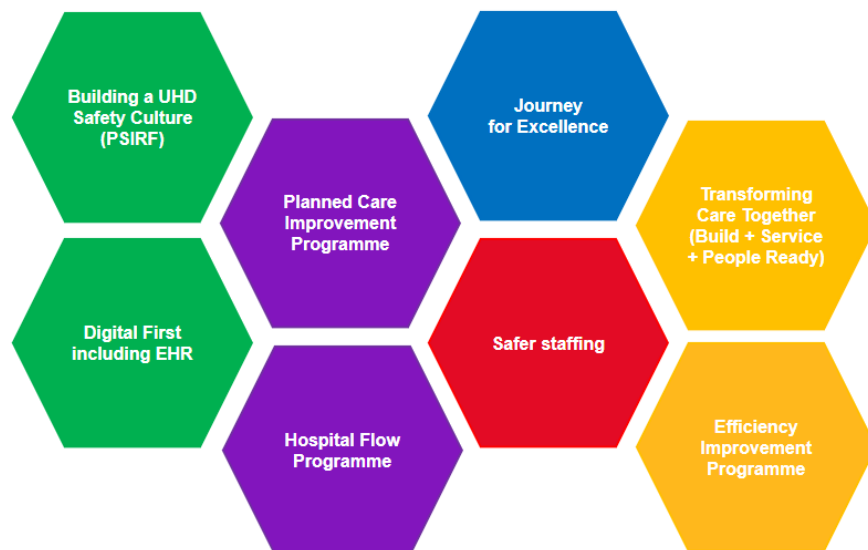 Building a UHD
Safety Culture
(PSIRF)
Planned Care
Improvement
Programme
Journey
for Excellence
Transforming
Care Together
(Build + Service
+ People Ready)
Digital First
including EHR
Hospital Flow
Programme
Safer staffing
Efficiency
Improvement
Programme